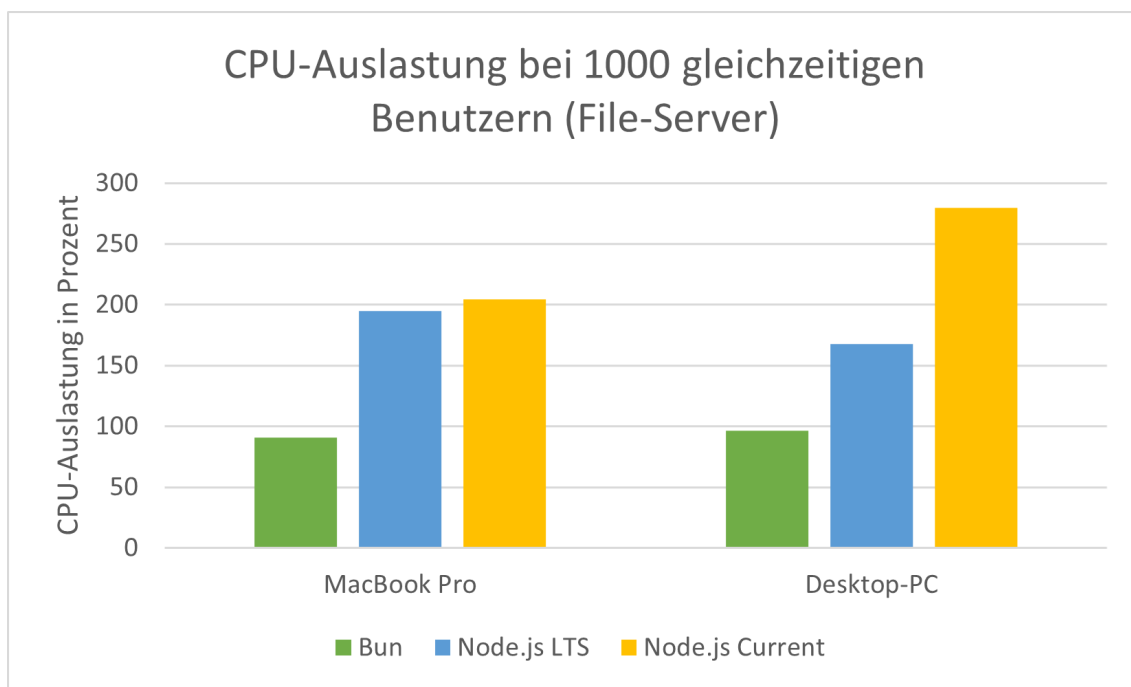 CPU-Auslastung bei 1000 gleichzeitigen
Benutzern (File-Server)
CPU-Auslastung in Prozent
300
250
200
150
100
50
0
MacBook Pro
Desktop-PC
Bun
Node.js LTS
Node.js Current